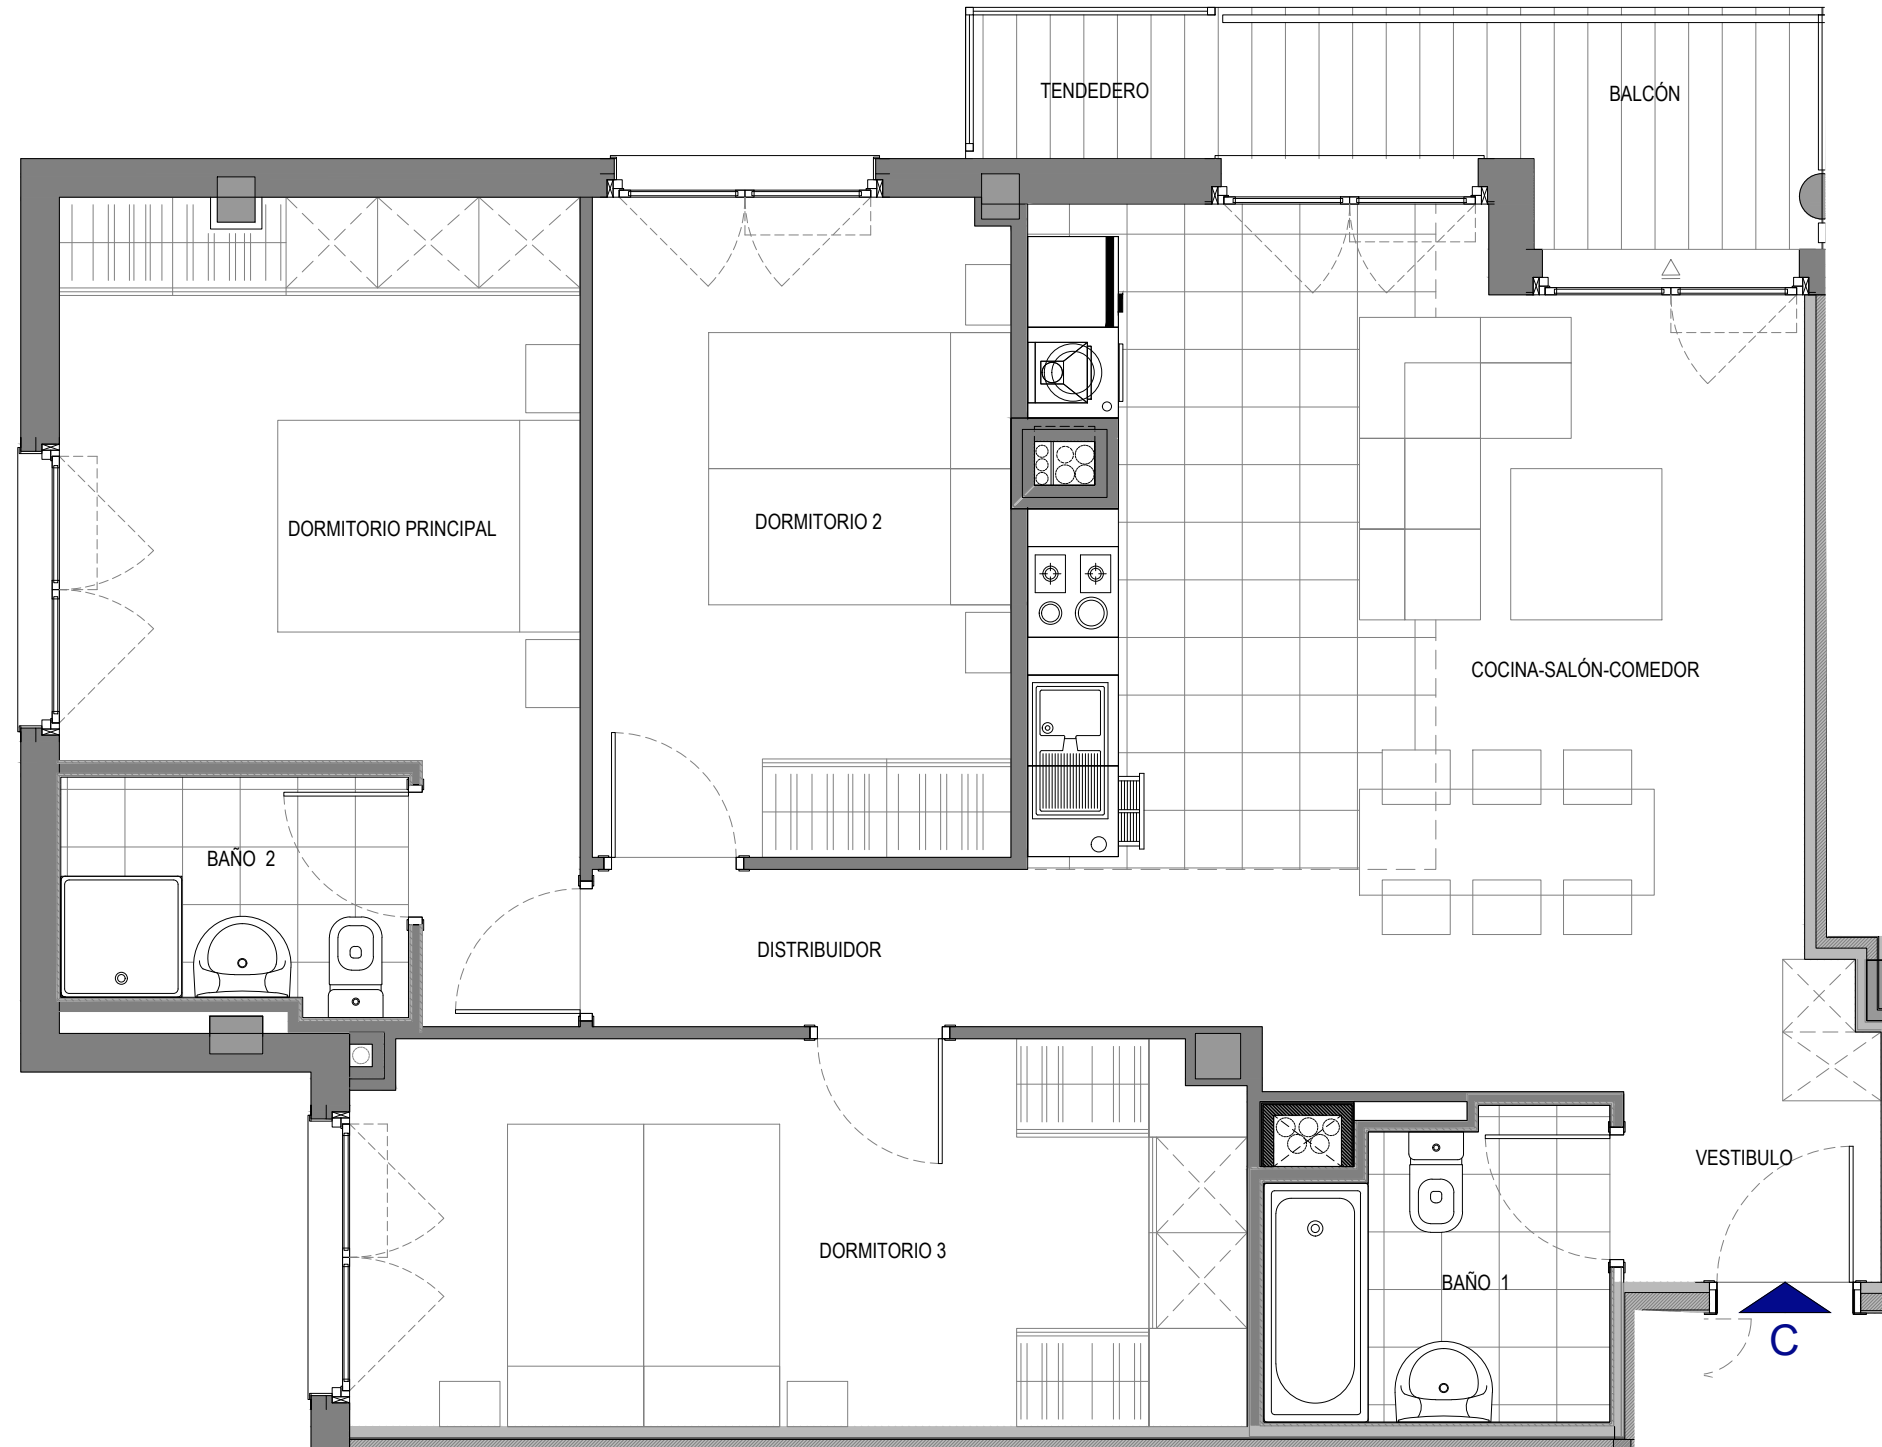 TENDEDERO
BALCÓN
DORMITORIO PRINCIPAL
DORMITORIO 2
COCINA-SALÓN-COMEDOR
BAÑO 2
DISTRIBUIDOR
VESTIBULO
DORMITORIO 3
BAÑO 1
C